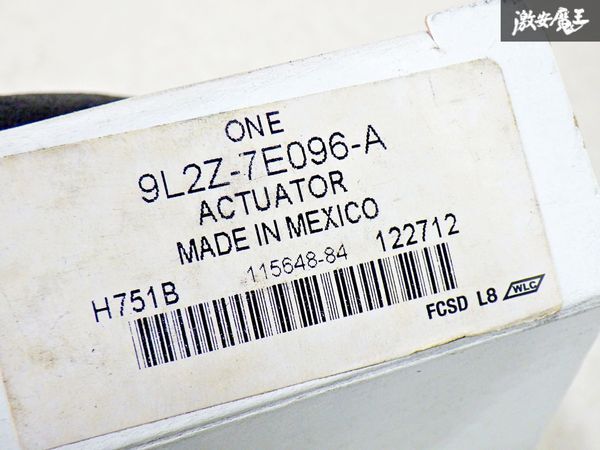 激安魔王
ONE
9L2Z-7E096-A
ACTUATOR
MADE IN MEXICO
H751B 115648-84 122712
FCSD L8 WLC